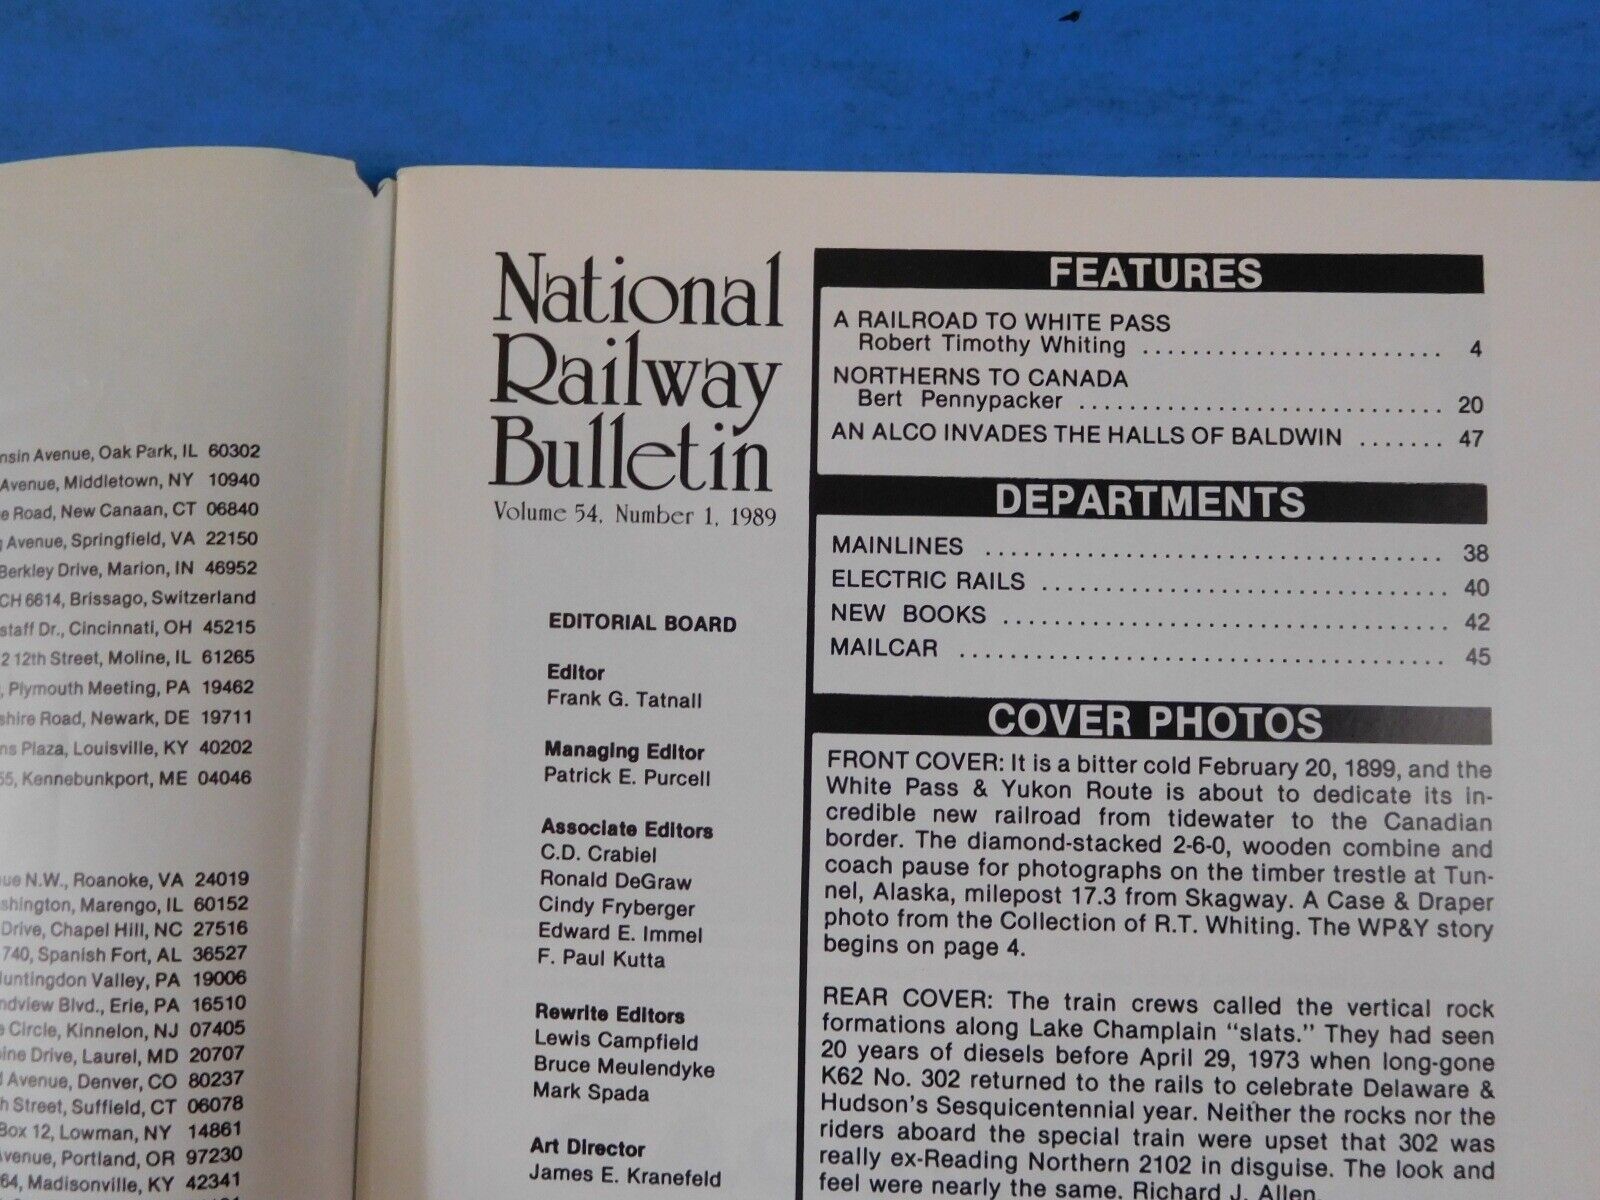 Avenue, Oak Park, IL 60302
Avenue, Middletown, NY 10940
Road, New Canaan, CT 06840
Avenue, Springfield, VA 22150
Berkley Drive, Marion, IN 46952
CH 6614, Brissago, Switzerland
Dr., Cincinnati, OH 45215
12th Street, Moline, IL 61265
Plymouth Meeting, PA 19462
Road, Newark, DE 19711
Plaza, Louisville, KY 40202
Kennebunkport, ME 04046
N.W., Roanoke, VA 24019
Marengo, IL 60152
Drive, Chapel Hill, NC 27516
740, Spanish Fort, AL 36527
Valley, PA 19006
Blvd., Erie, PA 16510
Circle, Kinnelon, NJ 07405
Drive, Laurel, MD 20707
Avenue, Denver, CO 80237
Street, Suffield, CT 06078
Box 12, Lowman, NY 14861
Portland, OR 97230
64, Madisonville, KY 42341
National
Railway
Bulletin
Volume 54, Number 1, 1989
EDITORIAL BOARD
Editor
Frank G. Tatnall
Managing Editor
Patrick E. Purcell
Associate Editors
C.D. Crabiel
Ronald DeGraw
Cindy Fryberger
Edward E. Immel
F. Paul Kutta
Rewrite Editors
Lewis Campfield
Bruce Meulendyke
Mark Spada
Art Director
James E. Kranefeld
FEATURES
A RAILROAD TO WHITE PASS
Robert Timothy Whiting ........................ 4
NORTHERNS TO CANADA
Bert Pennypacker .............................. 20
AN ALCO INVADES THE HALLS OF BALDWIN ....... 47
DEPARTMENTS
MAINLINES ..................................... 38
ELECTRIC RAILS ................................. 40
NEW BOOKS .................................... 42
MAILCAR ....................................... 45
COVER PHOTOS
FRONT COVER: It is a bitter cold February 20, 1899, and the
White Pass & Yukon Route is about to dedicate its in-
credible new railroad from tidewater to the Canadian
border. The diamond-stacked 2-6-0, wooden combine and
coach pause for photographs on the timber trestle at Tun-
nel, Alaska, milepost 17.3 from Skagway. A Case & Draper
photo from the Collection of R.T. Whiting. The WP&Y story
begins on page 4.
REAR COVER: The train crews called the vertical rock
formations along Lake Champlain "slats." They had seen
20 years of diesels before April 29, 1973 when long-gone
K62 No. 302 returned to the rails to celebrate Delaware &
Hudson's Sesquicentennial year. Neither the rocks nor the
riders aboard the special train were upset that 302 was
really ex-Reading Northern 2102 in disguise. The look and
feel were nearly the same. Richard J. Allen.